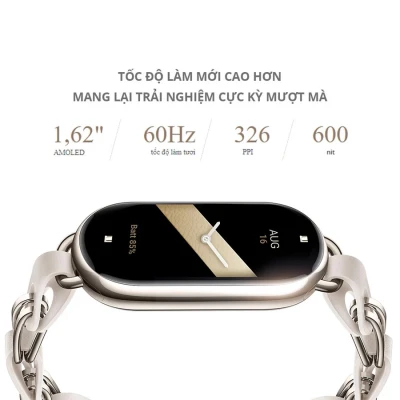 TỐC ĐỘ LÀM MỚI CAO HƠN
MANG LẠI TRẢI NGHIỆM CỰC KỲ MƯỢT MÀ
1,62" 60Hz 326 600
AMOLED tốc độ làm tươi PPI nit
Batt 85%
AUG
16